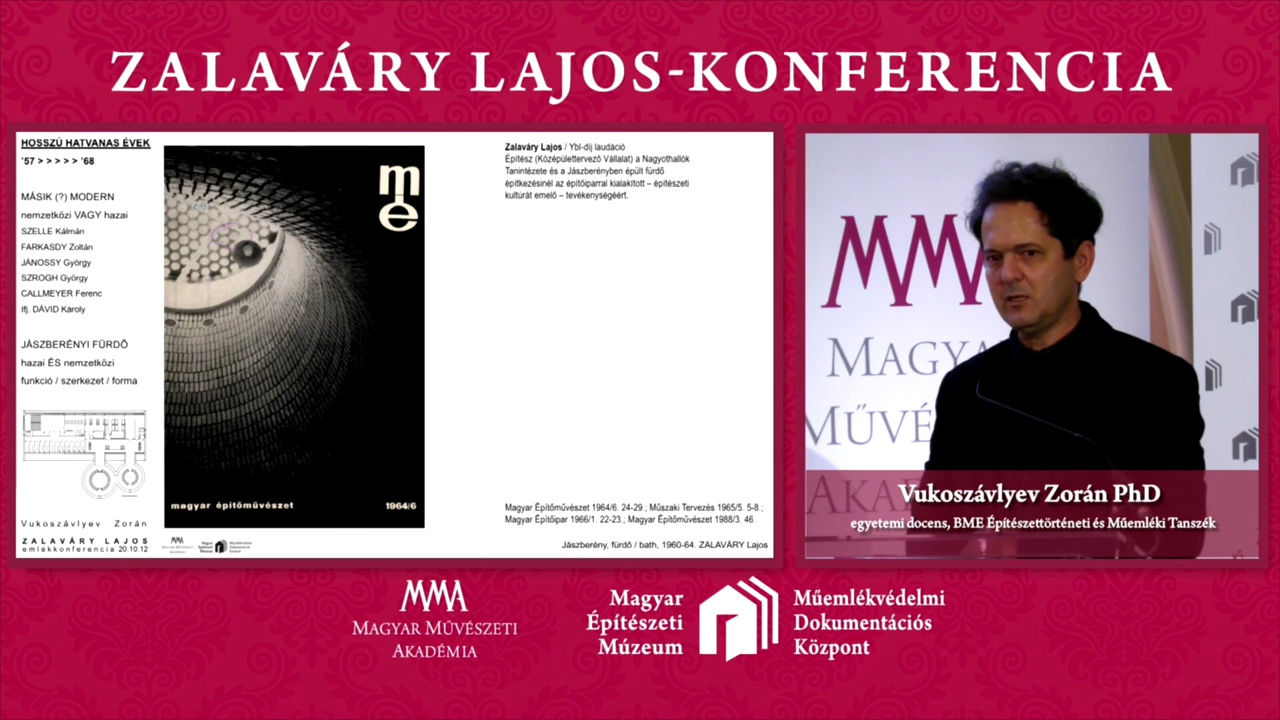 ZALAVÁRY LAJOS-KONFERENCIA
HOSSZÚ HATVANAS ÉVEK
'57 > > > > > '68
MÁSIK (?) MODERN
nemzetközi VAGY hazai
SZELLE Kálmán
FARKASDY Zoltán
JÁNOSSY György
SZROGH György
CALLMEYER Ferenc
Ifj. DÁVID Károly
JÁSZBERÉNYI FÜRDŐ
hazai ÉS nemzetközi
funkció / szerkezet / forma
Vukoszávlyev Zorán
ZALAVÁRY LAJOS
emlékkonferencia 20.10.12
me
magyar építőművészet 1964/6
Zalaváry Lajos / Ybl-díj laudáció
Építész (Középülettervező Vállalat) a Nagyothallók
Tanintézete és a Jászberényben épült fürdő
építkezésinél az építőiparral kialakított – építészeti
kultúrát emelő – tevékenységéért.
Magyar Építőművészet 1964/6. 24-29.; Műszaki Tervezés 1965/5. 5-8.;
Magyar Építőipar 1966/1. 22-23.; Magyar Építőművészet 1988/3. 46.
Jászberény, fürdő / bath, 1960-64. ZALAVÁRY Lajos
MMA
MAGYA
MŰVÉ
AKA
Vukoszávlyev Zorán PhD
egyetemi docens, BME Építészettörténeti és Műemléki Tanszék
MMA
MAGYAR MŰVÉSZETI
AKADÉMIA
Magyar
Építészeti
Múzeum
Műemlékvédelmi
Dokumentációs
Központ